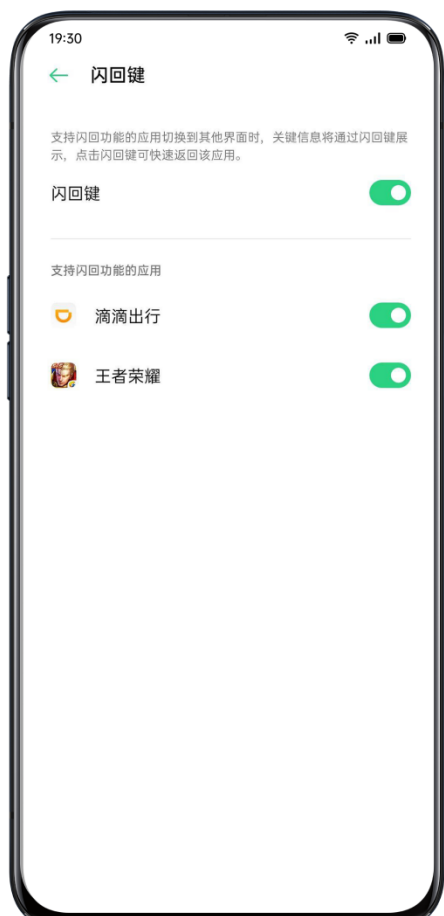 19:30
闪回键
支持闪回功能的应用切换到其他界面时，关键信息将通过闪回键展
示，点击闪回键可快速返回该应用。
闪回键
支持闪回功能的应用
滴滴出行
王者荣耀